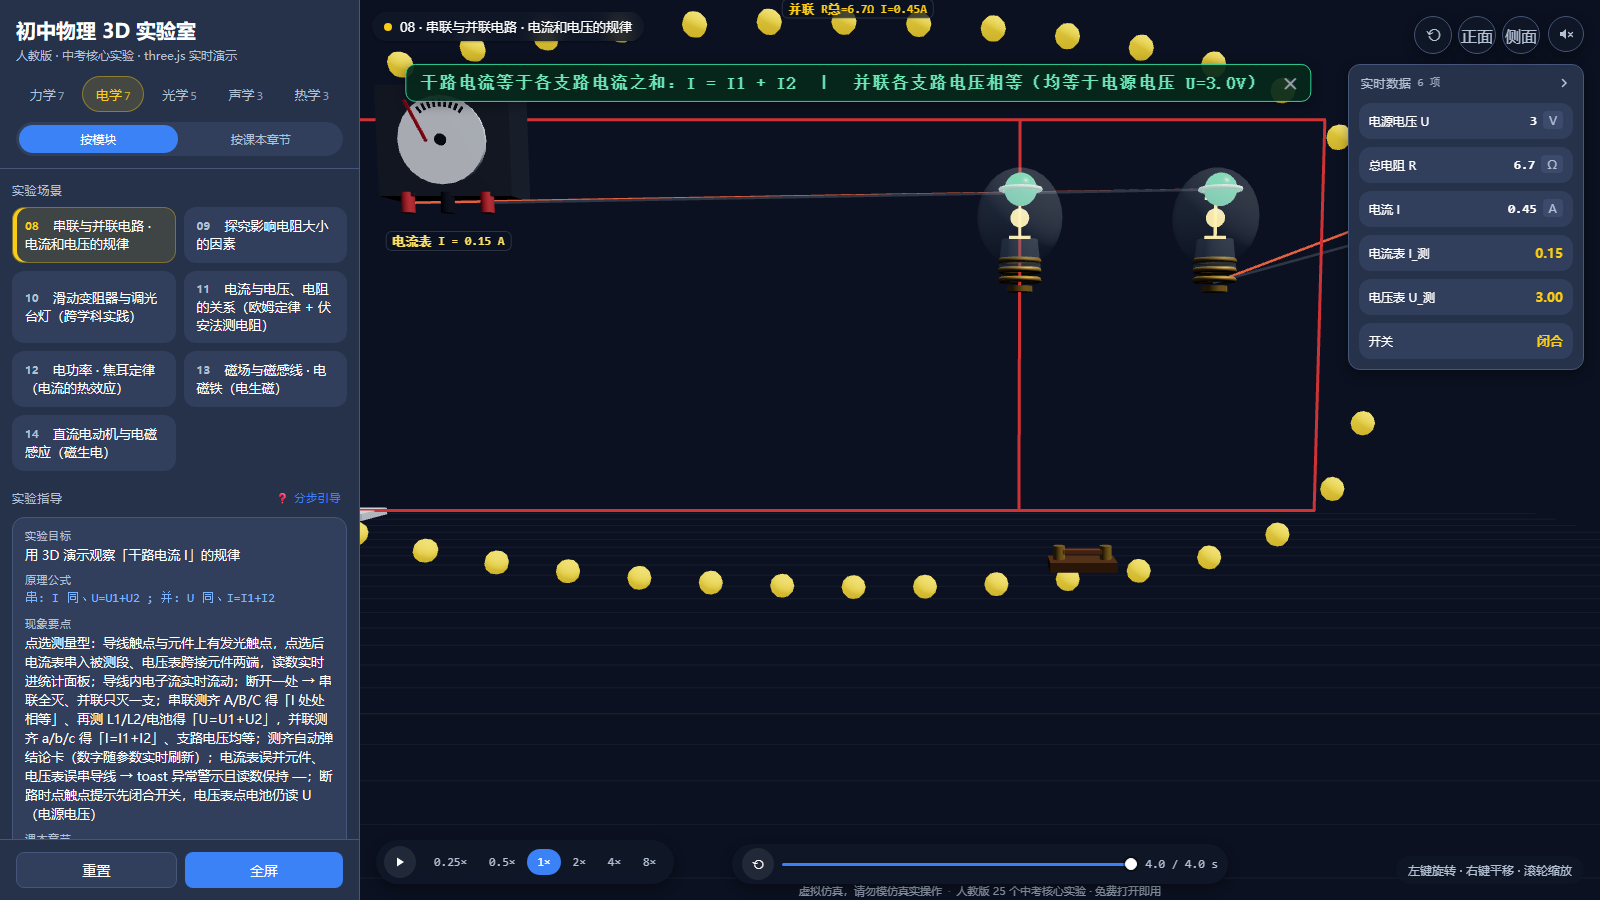 初中物理 3D 实验室
人教版 · 中考核心实验 · three.js 实时演示
力学 7
电学 7
光学 5
声学 3
热学 3
按模块
按课本章节
实验场景
08 串联与并联电路 · 电流和电压的规律
09 探究影响电阻大小的因素
10 滑动变阻器与调光台灯（跨学科实践）
11 电流与电压、电阻的关系（欧姆定律 + 伏安法测电阻）
12 电功率 · 焦耳定律（电流的热效应）
13 磁场与磁感线 · 电磁铁（电生磁）
14 直流电动机与电磁感应（磁生电）
实验指导
❓ 分步引导
实验目标
用 3D 演示观察「干路电流 I」的规律
原理公式
串: I 同、U=U1+U2 ; 并: U 同、I=I1+I2
现象要点
点选测量型：导线触点与元件上有发光触点，点选后
电流表串入被测段、电压表跨接元件两端，读数实时
进统计面板；导线内电子流实时流动；断开一处 → 串
联全灭、并联只灭一支；串联测齐 A/B/C 得「I 处处
相等」、再测 L1/L2/电池得「U=U1+U2」，并联测
齐 a/b/c 得「I=I1+I2」、支路电压均等；测齐自动弹
结论卡（数字随参数实时刷新）；电流表误并元件、
电压表误串导线 → toast 异常警示且读数保持 —；断
路时点触点提示先闭合开关，电压表点电池仍读 U
（电源电压）
重置
全屏
08 · 串联与并联电路 · 电流和电压的规律
并联 R总=6.7Ω I=0.45A
干路电流等于各支路电流之和：I = I1 + I2 | 并联各支路电压相等（均等于电源电压 U=3.0V）
电流表 I = 0.15 A
正面
侧面
实时数据 6 项
电源电压 U 3 V
总电阻 R 6.7 Ω
电流 I 0.45 A
电流表 I_测 0.15
电压表 U_测 3.00
开关 闭合
0.25×
0.5×
1×
2×
4×
8×
4.0 / 4.0 s
左键旋转 · 右键平移 · 滚轮缩放
虚拟仿真，请勿模仿真实操作 · 人教版 25 个中考核心实验 · 免费打开即用